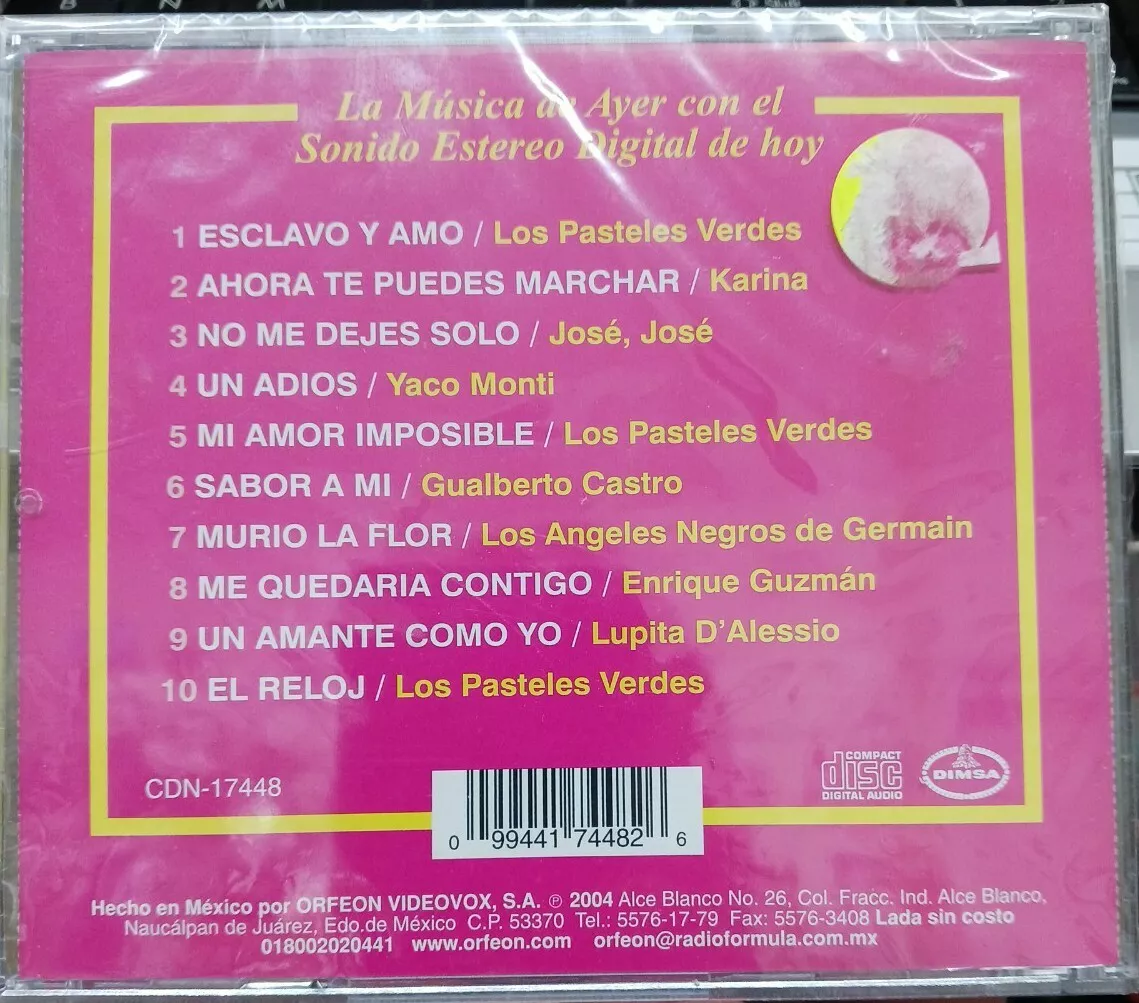 La Música de Ayer con el
Sonido Estereo Digital de hoy
1 ESCLAVO Y AMO / Los Pasteles Verdes
2 AHORA TE PUEDES MARCHAR / Karina
3 NO ME DEJES SOLO / José, José
4 UN ADIOS / Yaco Monti
5 MI AMOR IMPOSIBLE / Los Pasteles Verdes
6 SABOR A MI / Gualberto Castro
7 MURIO LA FLOR / Los Angeles Negros de Germain
8 ME QUEDARIA CONTIGO / Enrique Guzmán
9 UN AMANTE COMO YO / Lupita D'Alessio
10 EL RELOJ / Los Pasteles Verdes
CDN-17448
COMPACT
disc
DIGITAL AUDIO
DIMSA
0 99441 74482 6
Hecho en México por ORFEON VIDEOVOX, S.A. ℗ 2004 Alce Blanco No. 26, Col. Fracc. Ind. Alce Blanco,
Naucálpan de Juárez, Edo.de México C.P. 53370 Tel.: 5576-17-79 Fax: 5576-3408 Lada sin costo
018002020441 www.orfeon.com orfeon@radioformula.com.mx